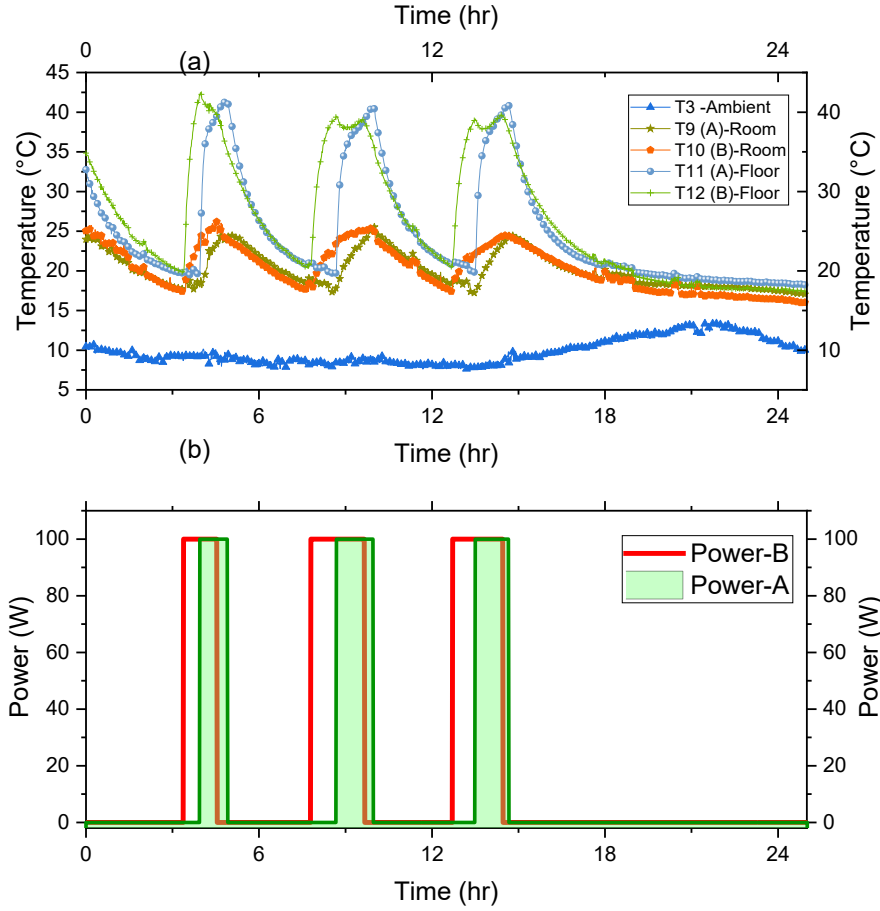 Time (hr)
0 12 24
(a)
45
40 40
35
30 30
25
20 20
15
10 10
5
Temperature (°C)
Temperature (°C)
T3 -Ambient
T9 (A)-Room
T10 (B)-Room
T11 (A)-Floor
T12 (B)-Floor
0 6 12 18 24
(b)
Time (hr)
100 100
80 80
60 60
40 40
20 20
0 0
Power (W)
Power (W)
Power-B
Power-A
0 6 12 18 24
Time (hr)